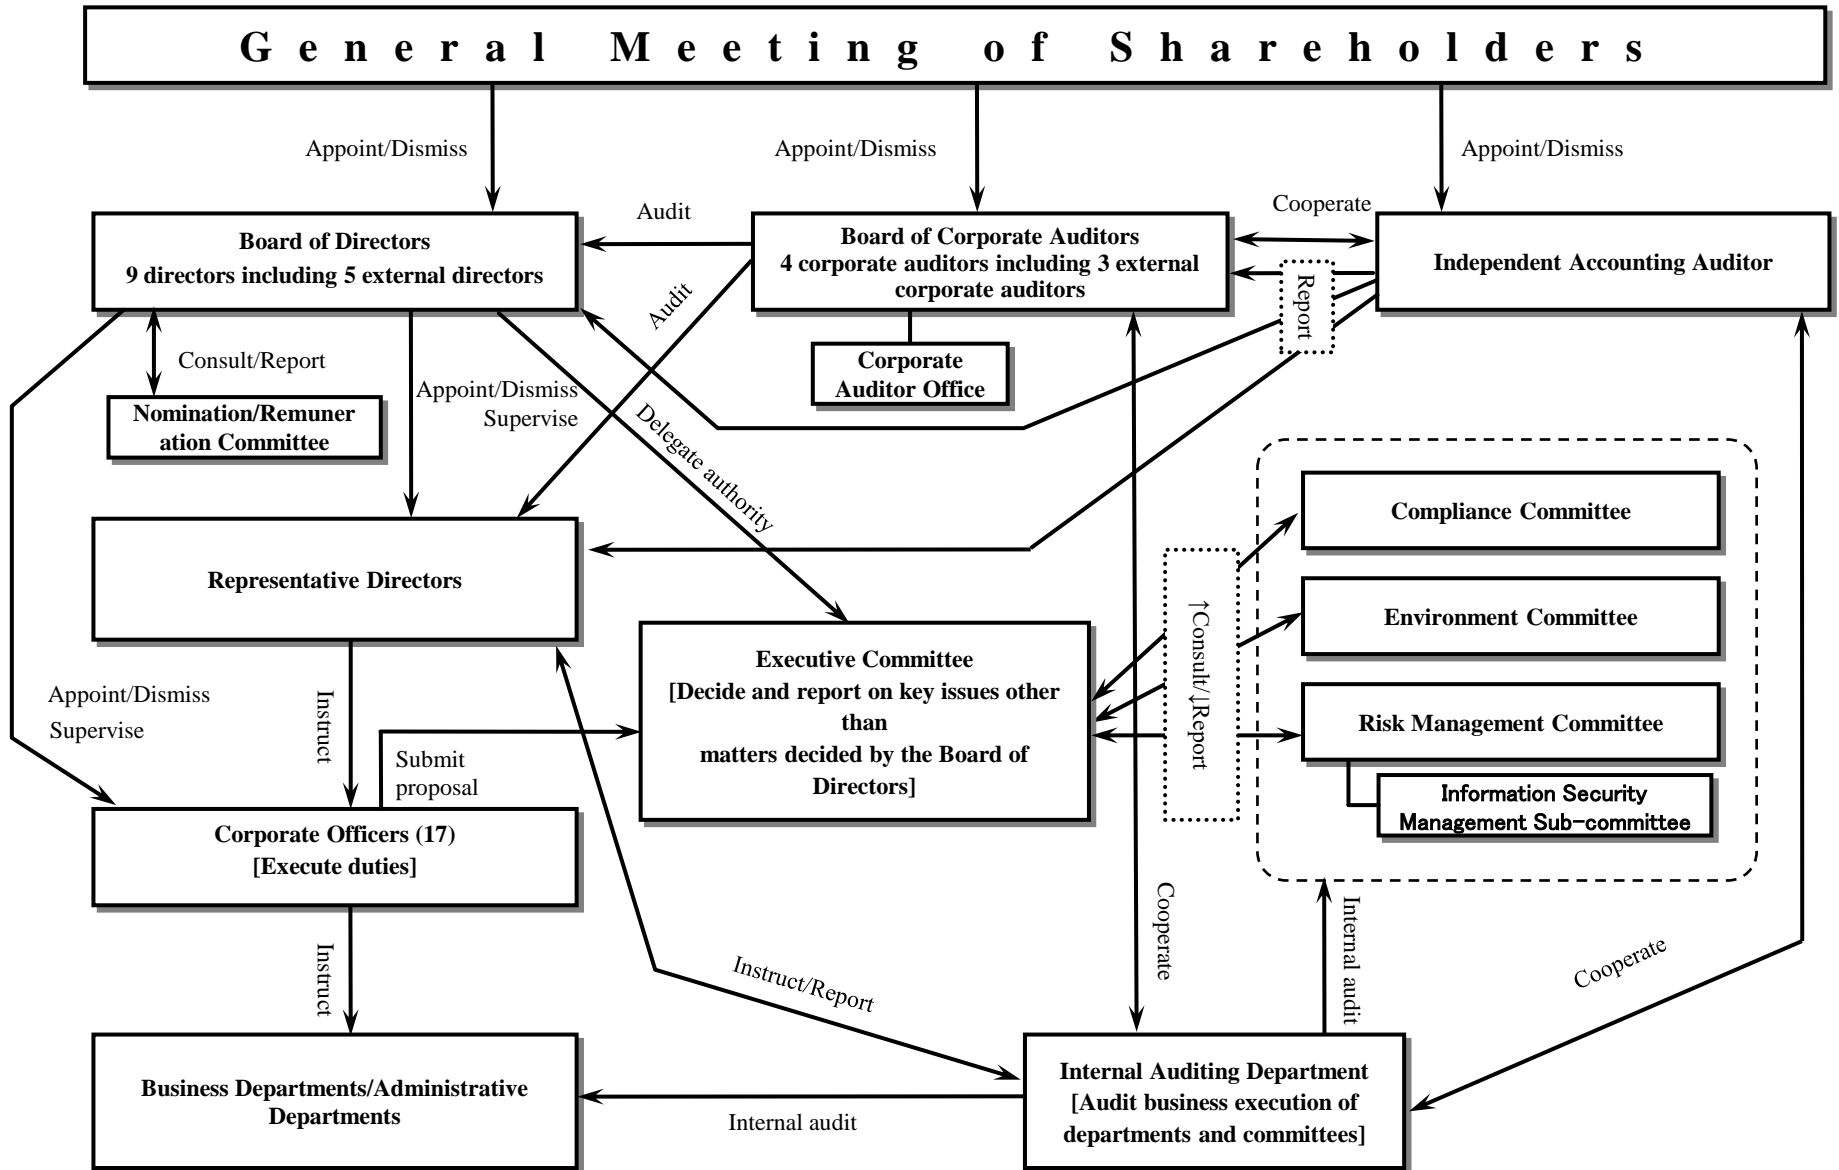 General Meeting of Shareholders
Appoint/Dismiss
Appoint/Dismiss
Appoint/Dismiss
Board of Directors
9 directors including 5 external directors
Audit
Board of Corporate Auditors
4 corporate auditors including 3 external
corporate auditors
Cooperate
Independent Accounting Auditor
Report
Audit
Consult/Report
Corporate
Auditor Office
Nomination/Remuner
ation Committee
Appoint/Dismiss
Supervise
Delegate authority
Compliance Committee
Representative Directors
Environment Committee
↑Consult/↓Report
Executive Committee
[Decide and report on key issues other
than
matters decided by the Board of
Directors]
Risk Management Committee
Information Security
Management Sub-committee
Appoint/Dismiss
Supervise
Instruct
Submit
proposal
Corporate Officers (17)
[Execute duties]
Cooperate
Internal audit
Cooperate
Instruct
Instruct/Report
Business Departments/Administrative
Departments
Internal audit
Internal Auditing Department
[Audit business execution of
departments and committees]